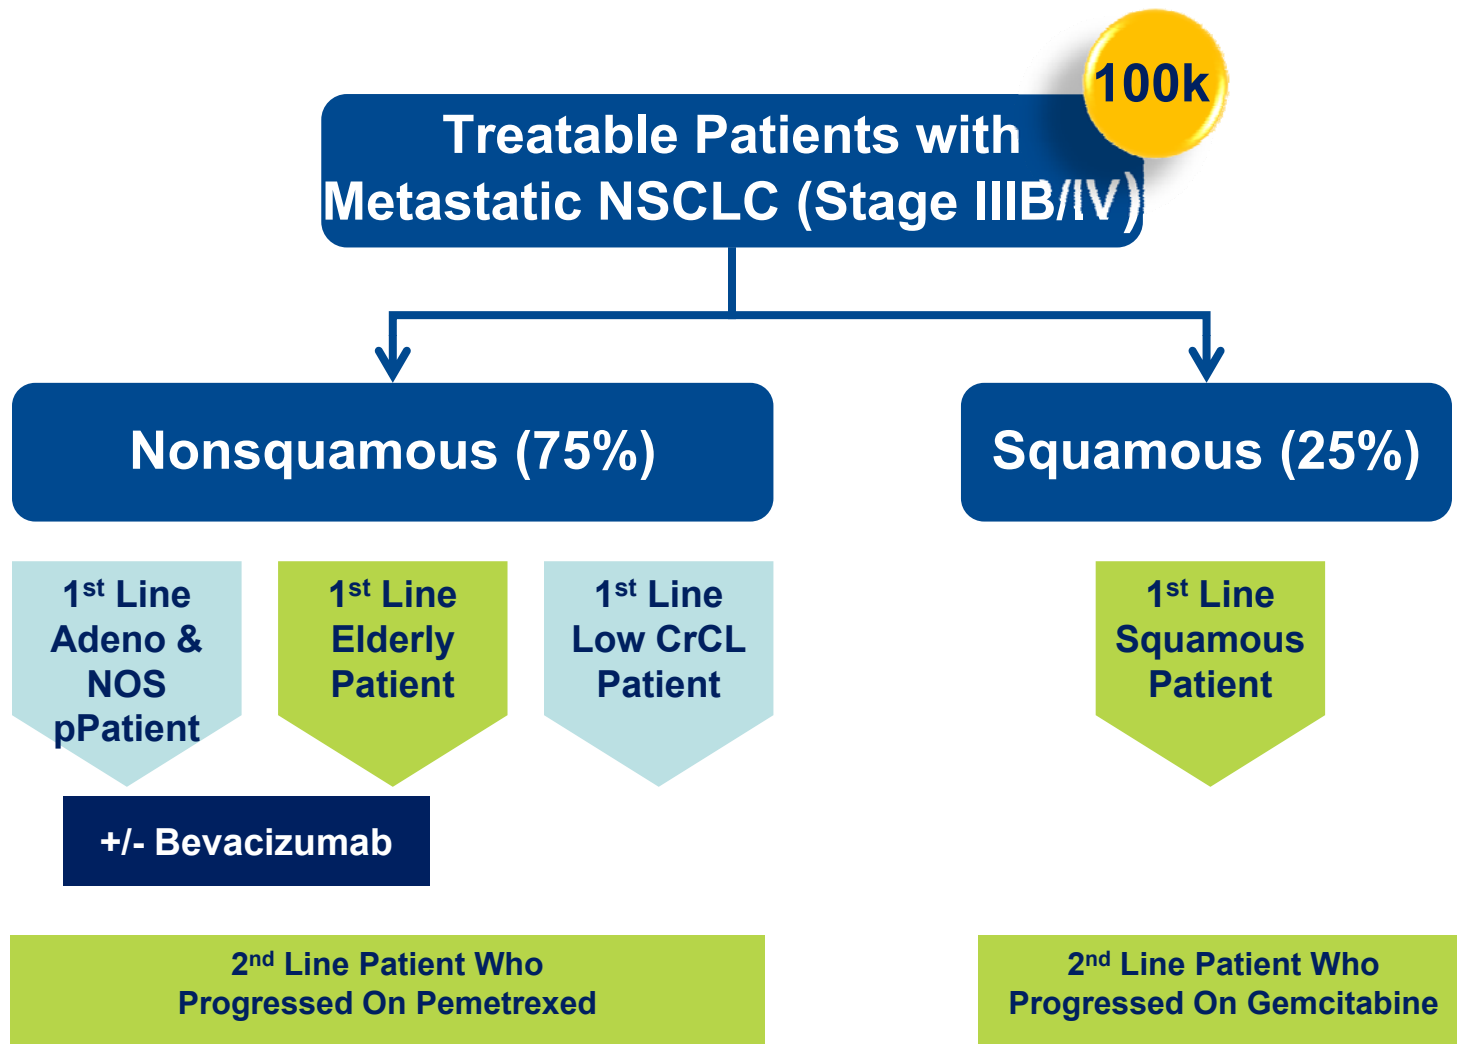 100k
Treatable Patients with
Metastatic NSCLC (Stage IIIB/IV)
Nonsquamous (75%)
Squamous (25%)
1st Line
Adeno &
NOS
pPatient
1st Line
Elderly
Patient
1st Line
Low CrCL
Patient
1st Line
Squamous
Patient
+/- Bevacizumab
2nd Line Patient Who
Progressed On Pemetrexed
2nd Line Patient Who
Progressed On Gemcitabine